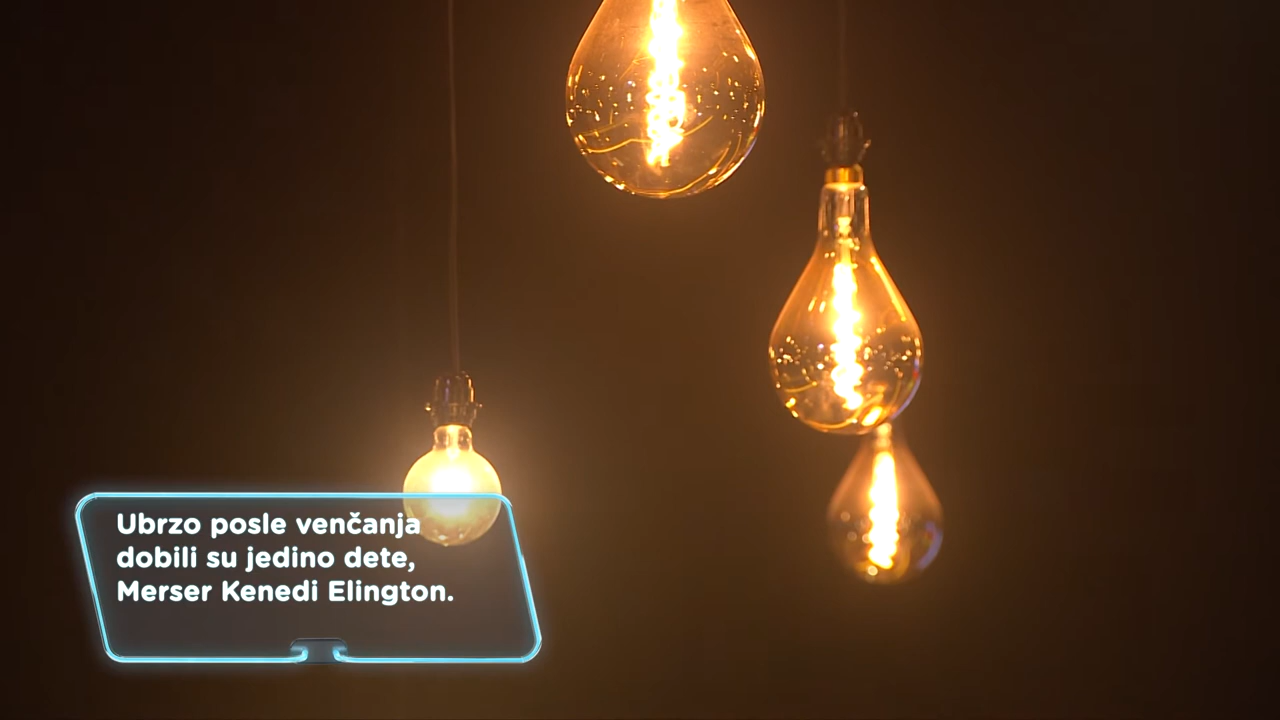 Ubrzo posle venčanja
dobili su jedino dete,
Merser Kenedi Elington.